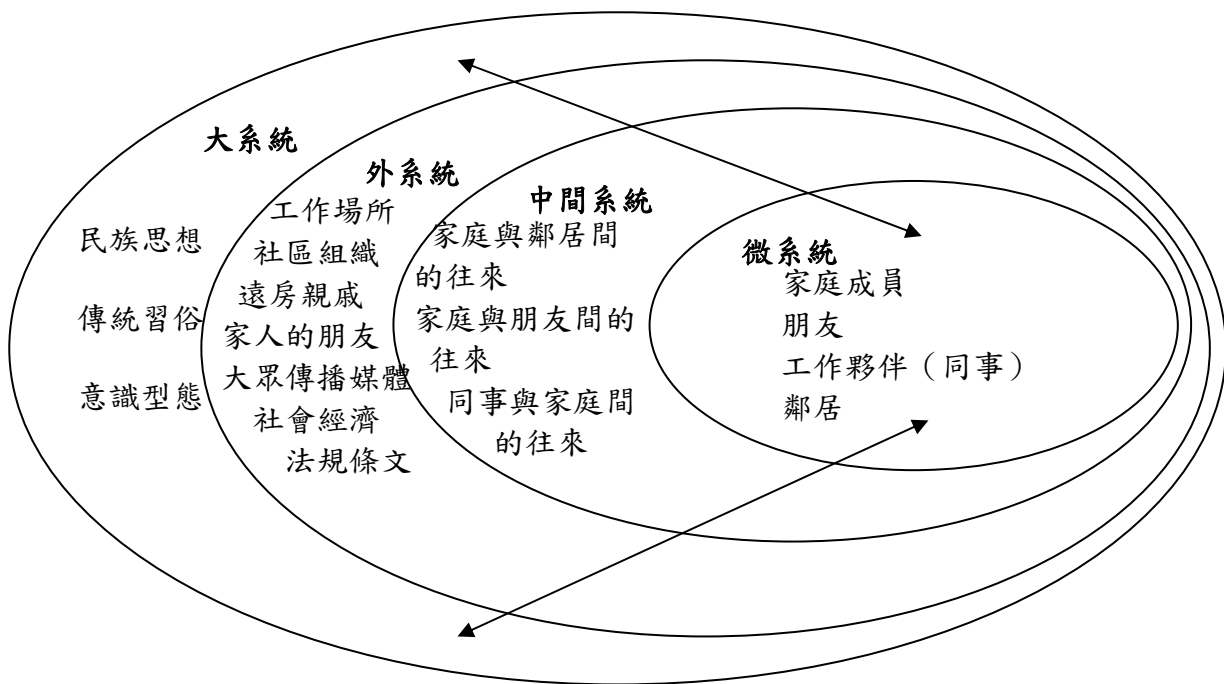 大系統
民族思想
傳統習俗
意識型態
外系統
工作場所
社區組織
遠房親戚
家人的朋友
大眾傳播媒體
社會經濟
法規條文
中間系統
家庭與鄰居間
的往來
家庭與朋友間的
往來
同事與家庭間
的往來
微系統
家庭成員
朋友
工作夥伴（同事）
鄰居